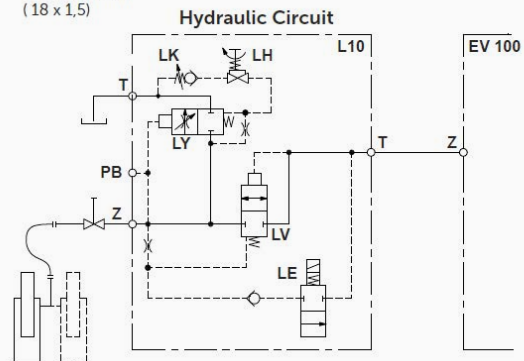 (18 x 1,5)
Hydraulic Circuit
LK
LH
L10
EV 100
T
LY
PB
T
Z
Z
LV
LE